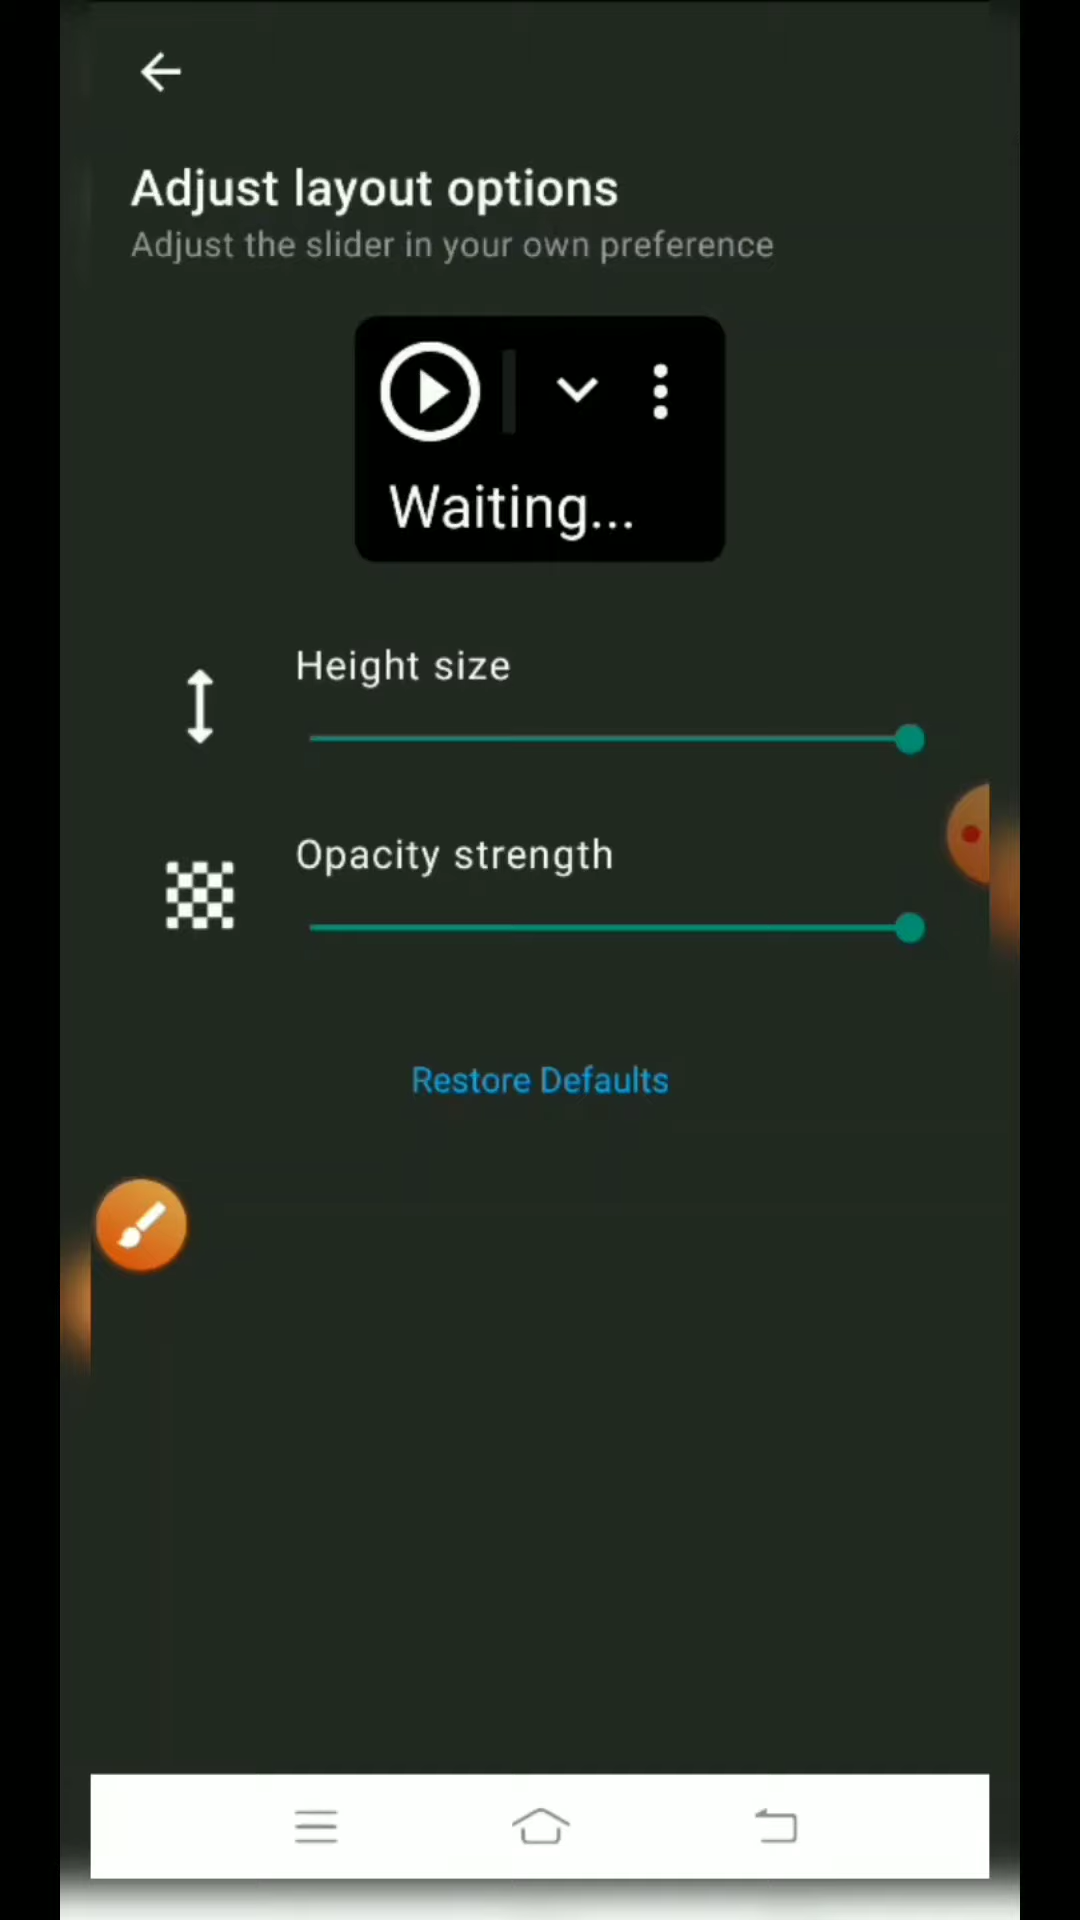 Adjust layout options
Adjust the slider in your own preference
Waiting...
Height size
Opacity strength
Restore Defaults